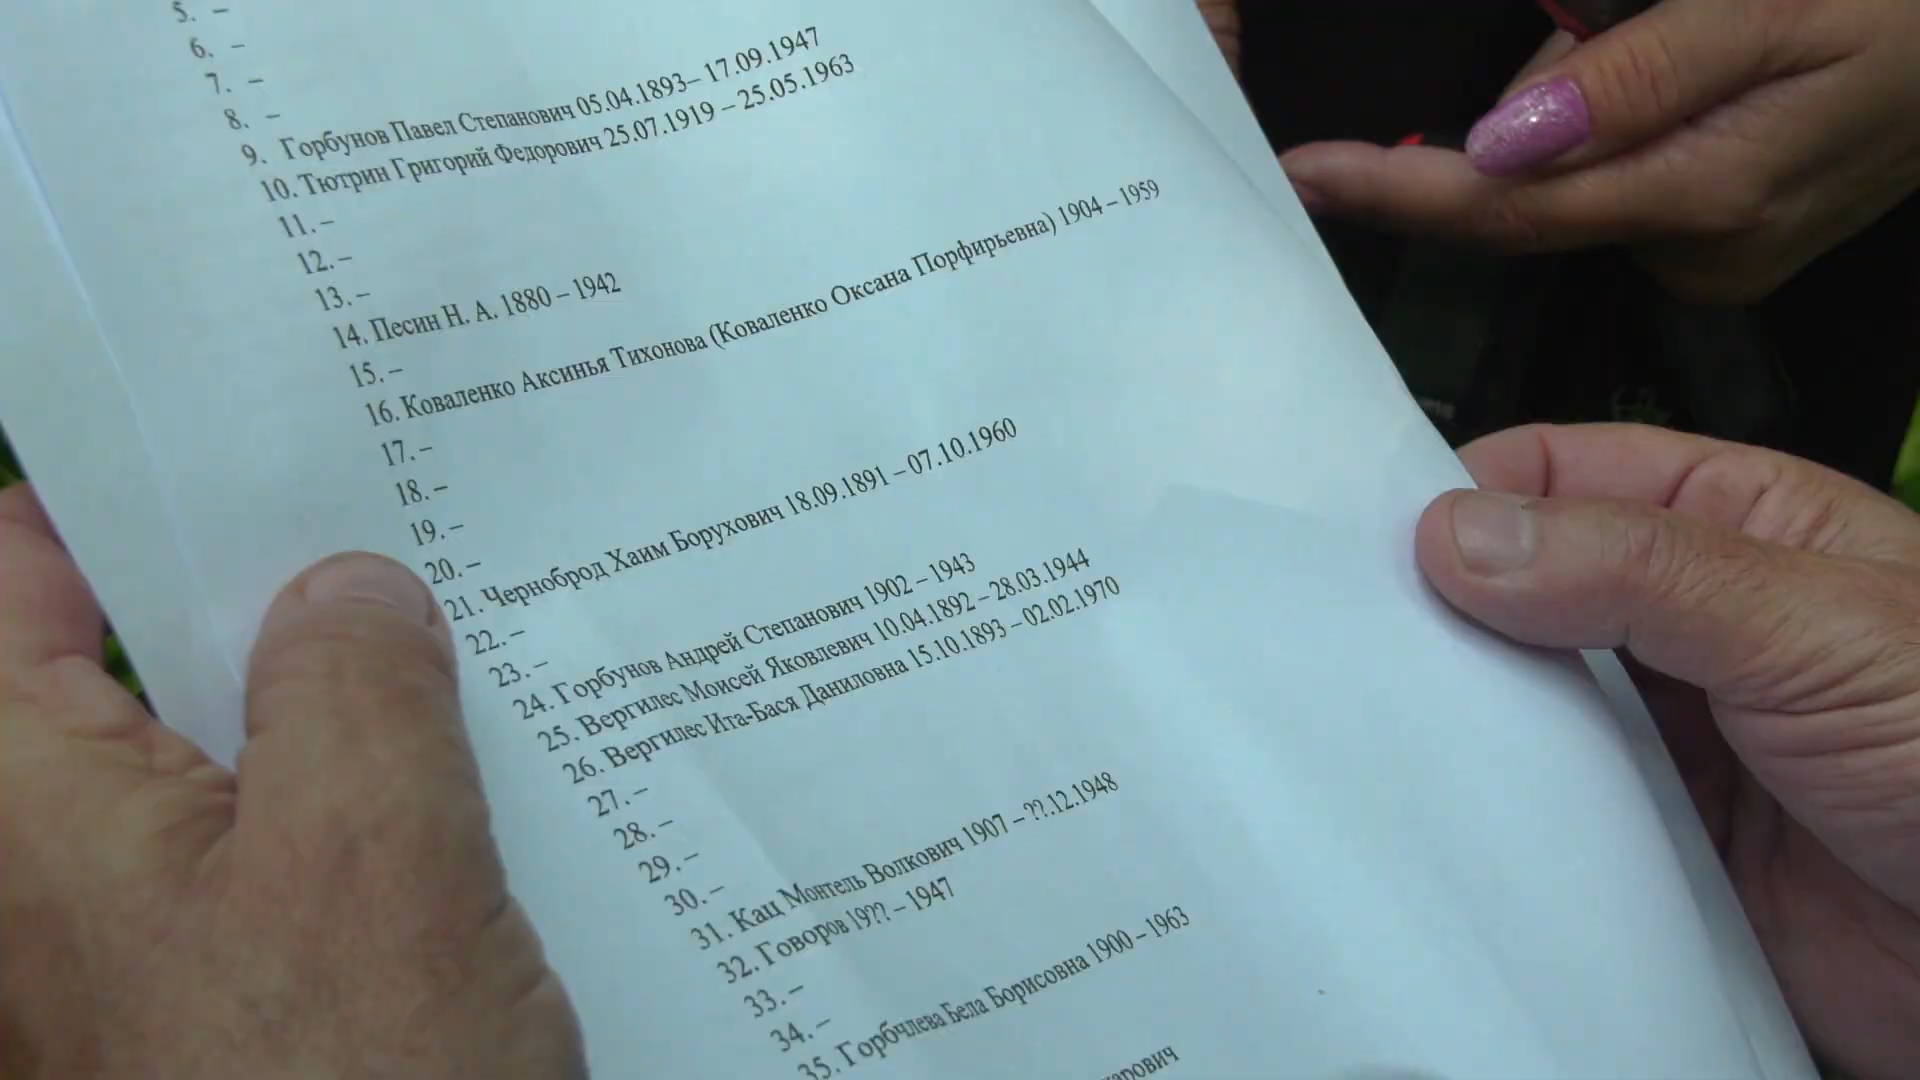 5. –
6. –
7. –
8. –
9. Горбунов Павел Степанович 05.04.1893– 17.09.1947
10. Тютрин Григорий Федорович 25.07.1919 – 25.05.1963
11. –
12. –
13. –
14. Песин Н. А. 1880 – 1942
15. –
16. Коваленко Аксинья Тихонова (Коваленко Оксана Порфирьевна) 1904 – 1959
17. –
18. –
19. –
20. –
21. Черноброд Хаим Борухович 18.09.1891 – 07.10.1960
22. –
23. –
24. Горбунов Андрей Степанович 1902 – 1943
25. Вергилес Моисей Яковлевич 10.04.1892 – 28.03.1944
26. Вергилес Ита-Бася Даниловна 15.10.1893 – 02.02.1970
27. –
28. –
29. –
30. –
31. Кац Монтель Волкович 1907 – ??.12.1948
32. Говоров 19?? – 1947
33. –
34. –
35. Горбчлева Бела Борисовна 1900 – 1963